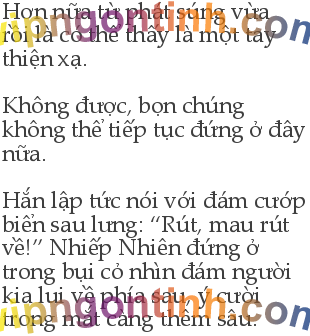 Hơn nữa từ phát súng vừa
rồi là có thể thấy là một tay
thiện xạ.
Không được, bọn chúng
không thể tiếp tục đứng ở đây
nữa.
Hắn lập tức nói với đám cướp
biển sau lưng: “Rút, mau rút
về!” Nhiếp Nhiên đứng ở
trong bụi cỏ nhìn đám người
kia lui về phía sau, ý cười
trong mắt càng thêm sâu.